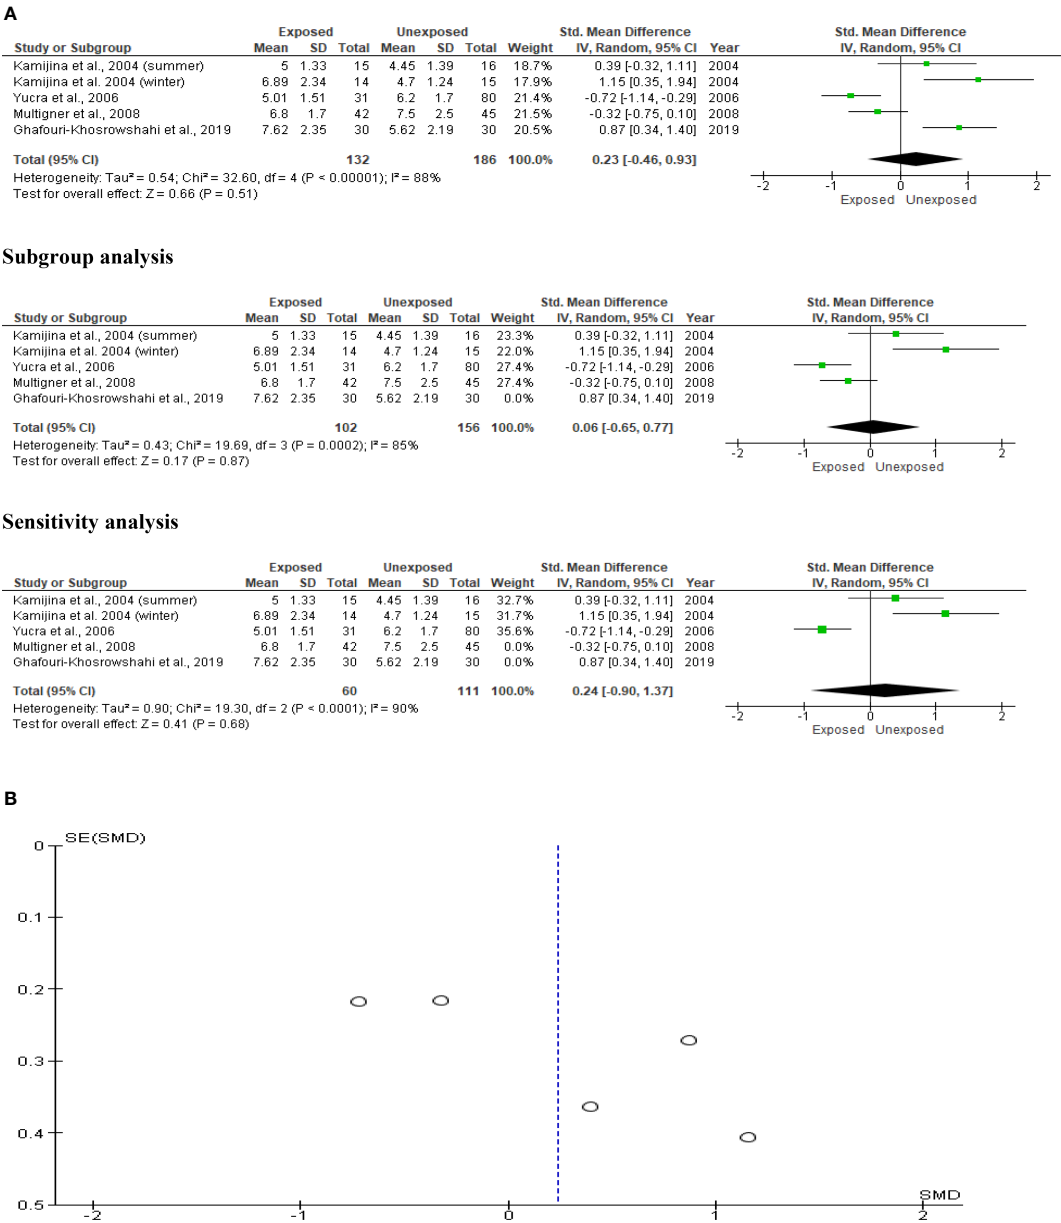 A
Exposed Unexposed Std. Mean Difference Std. Mean Difference
Study or Subgroup Mean SD Total Mean SD Total Weight IV, Random, 95% CI Year IV, Random, 95% CI
Kamijina et al., 2004 (summer) 5 1.33 15 4.45 1.39 16 18.7% 0.39 [-0.32, 1.11] 2004
Kamijina et al. 2004 (winter) 6.89 2.34 14 4.7 1.24 15 17.9% 1.15 [0.35, 1.94] 2004
Yucra et al., 2006 5.01 1.51 31 6.2 1.7 80 21.4% -0.72 [-1.14, -0.29] 2006
Multigner et al., 2008 6.8 1.7 42 7.5 2.5 45 21.5% -0.32 [-0.75, 0.10] 2008
Ghafouri-Khosrowshahi et al., 2019 7.62 2.35 30 5.62 2.19 30 20.5% 0.87 [0.34, 1.40] 2019
Total (95% CI) 132 186 100.0% 0.23 [-0.46, 0.93]
Heterogeneity: Tau² = 0.54; Chi² = 32.60, df = 4 (P < 0.00001); I² = 88%
Test for overall effect: Z = 0.66 (P = 0.51)
-2 -1 0 1 2
Exposed Unexposed
Subgroup analysis
Exposed Unexposed Std. Mean Difference Std. Mean Difference
Study or Subgroup Mean SD Total Mean SD Total Weight IV, Random, 95% CI Year IV, Random, 95% CI
Kamijina et al., 2004 (summer) 5 1.33 15 4.45 1.39 16 23.3% 0.39 [-0.32, 1.11] 2004
Kamijina et al. 2004 (winter) 6.89 2.34 14 4.7 1.24 15 22.0% 1.15 [0.35, 1.94] 2004
Yucra et al., 2006 5.01 1.51 31 6.2 1.7 80 27.4% -0.72 [-1.14, -0.29] 2006
Multigner et al., 2008 6.8 1.7 42 7.5 2.5 45 27.4% -0.32 [-0.75, 0.10] 2008
Ghafouri-Khosrowshahi et al., 2019 7.62 2.35 30 5.62 2.19 30 0.0% 0.87 [0.34, 1.40] 2019
Total (95% CI) 102 156 100.0% 0.06 [-0.65, 0.77]
Heterogeneity: Tau² = 0.43; Chi² = 19.69, df = 3 (P = 0.0002); I² = 85%
Test for overall effect: Z = 0.17 (P = 0.87)
-2 -1 0 1 2
Exposed Unexposed
Sensitivity analysis
Exposed Unexposed Std. Mean Difference Std. Mean Difference
Study or Subgroup Mean SD Total Mean SD Total Weight IV, Random, 95% CI Year IV, Random, 95% CI
Kamijina et al., 2004 (summer) 5 1.33 15 4.45 1.39 16 32.7% 0.39 [-0.32, 1.11] 2004
Kamijina et al. 2004 (winter) 6.89 2.34 14 4.7 1.24 15 31.7% 1.15 [0.35, 1.94] 2004
Yucra et al., 2006 5.01 1.51 31 6.2 1.7 80 35.6% -0.72 [-1.14, -0.29] 2006
Multigner et al., 2008 6.8 1.7 42 7.5 2.5 45 0.0% -0.32 [-0.75, 0.10] 2008
Ghafouri-Khosrowshahi et al., 2019 7.62 2.35 30 5.62 2.19 30 0.0% 0.87 [0.34, 1.40] 2019
Total (95% CI) 60 111 100.0% 0.24 [-0.90, 1.37]
Heterogeneity: Tau² = 0.90; Chi² = 19.30, df = 2 (P < 0.0001); I² = 90%
Test for overall effect: Z = 0.41 (P = 0.68)
-2 -1 0 1 2
Exposed Unexposed
B
SE(SMD)
0
0.1
0.2
0.3
0.4
0.5
SMD
-2 -1 0 1 2